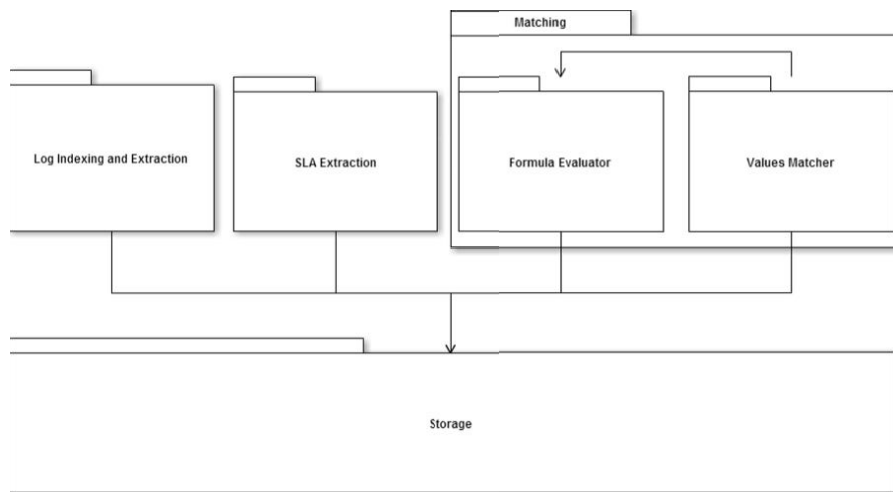 Matching
Log Indexing and Extraction
SLA Extraction
Formula Evaluator
Values Matcher
Storage